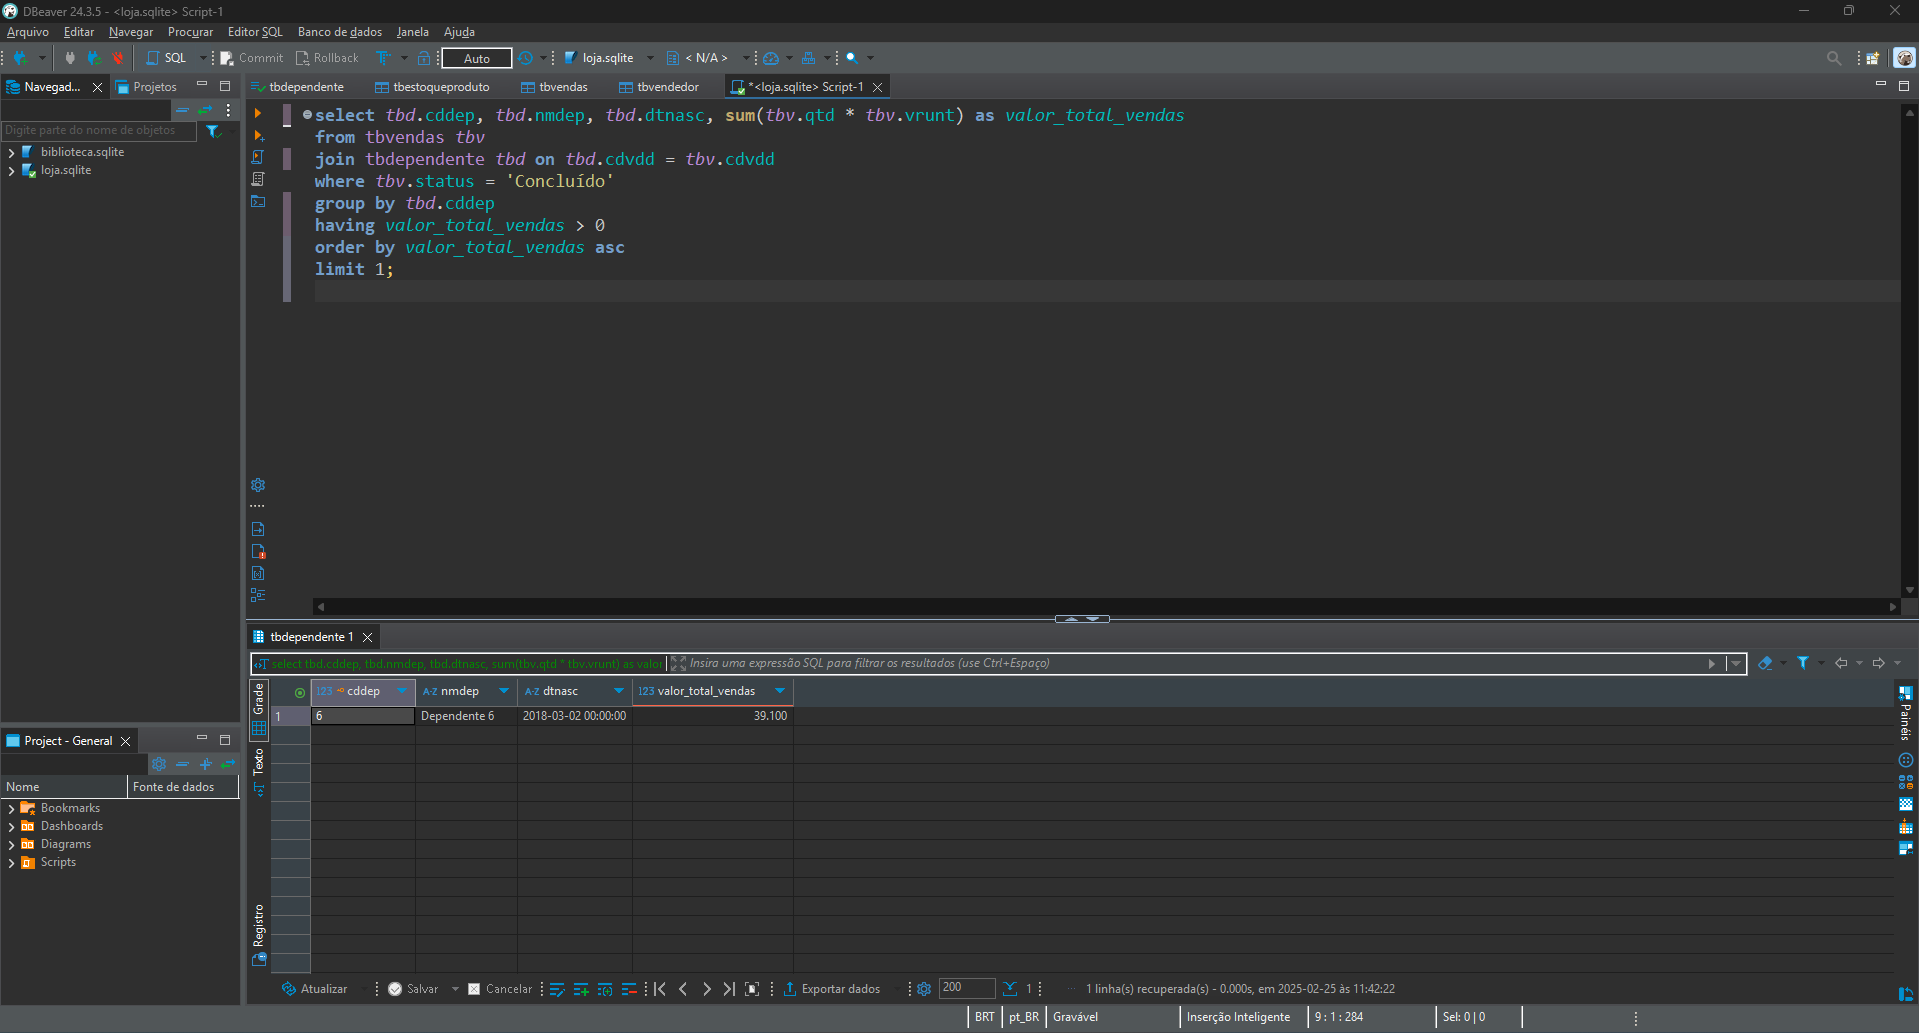 DBeaver 24.3.5 - <loja.sqlite> Script-1
Arquivo Editar Navegar Procurar Editor SQL Banco de dados Janela Ajuda
SQL Commit Rollback Auto loja.sqlite < N/A >
Navegad... Projetos
tbdependente tbestoqueproduto tbvendas tbvendedor *<loja.sqlite> Script-1
Digite parte do nome de objetos
biblioteca.sqlite
loja.sqlite
select tbd.cddep, tbd.nmdep, tbd.dtnasc, sum(tbv.qtd * tbv.vrunt) as valor_total_vendas
from tbvendas tbv
join tbdependente tbd on tbd.cdvdd = tbv.cdvdd
where tbv.status = 'Concluído'
group by tbd.cddep
having valor_total_vendas > 0
order by valor_total_vendas asc
limit 1;
Project - General
Nome Fonte de dados
Bookmarks
Dashboards
Diagrams
Scripts
tbdependente 1
select tbd.cddep, tbd.nmdep, tbd.dtnasc, sum(tbv.qtd * tbv.vrunt) as valor Insira uma expressão SQL para filtrar os resultados (use Ctrl+Espaço)
Grade
Texto
Registro
123 cddep A-Z nmdep A-Z dtnasc 123 valor_total_vendas
1 6 Dependente 6 2018-03-02 00:00:00 39.100
Painéis
Atualizar Salvar Cancelar Exportar dados 200 1 1 linha(s) recuperada(s) - 0.000s, em 2025-02-25 às 11:42:22
BRT pt_BR Gravável Inserção Inteligente 9 : 1 : 284 Sel: 0 | 0